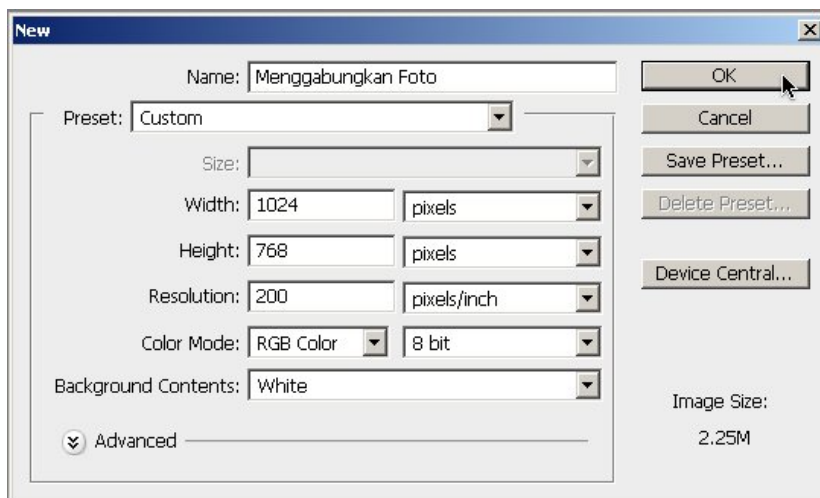 New
Name: Menggabungkan Foto
OK
Preset: Custom
Cancel
Size:
Save Preset...
Width: 1024 pixels
Delete Preset...
Height: 768 pixels
Device Central...
Resolution: 200 pixels/inch
Color Mode: RGB Color 8 bit
Background Contents: White
Image Size:
Advanced
2.25M